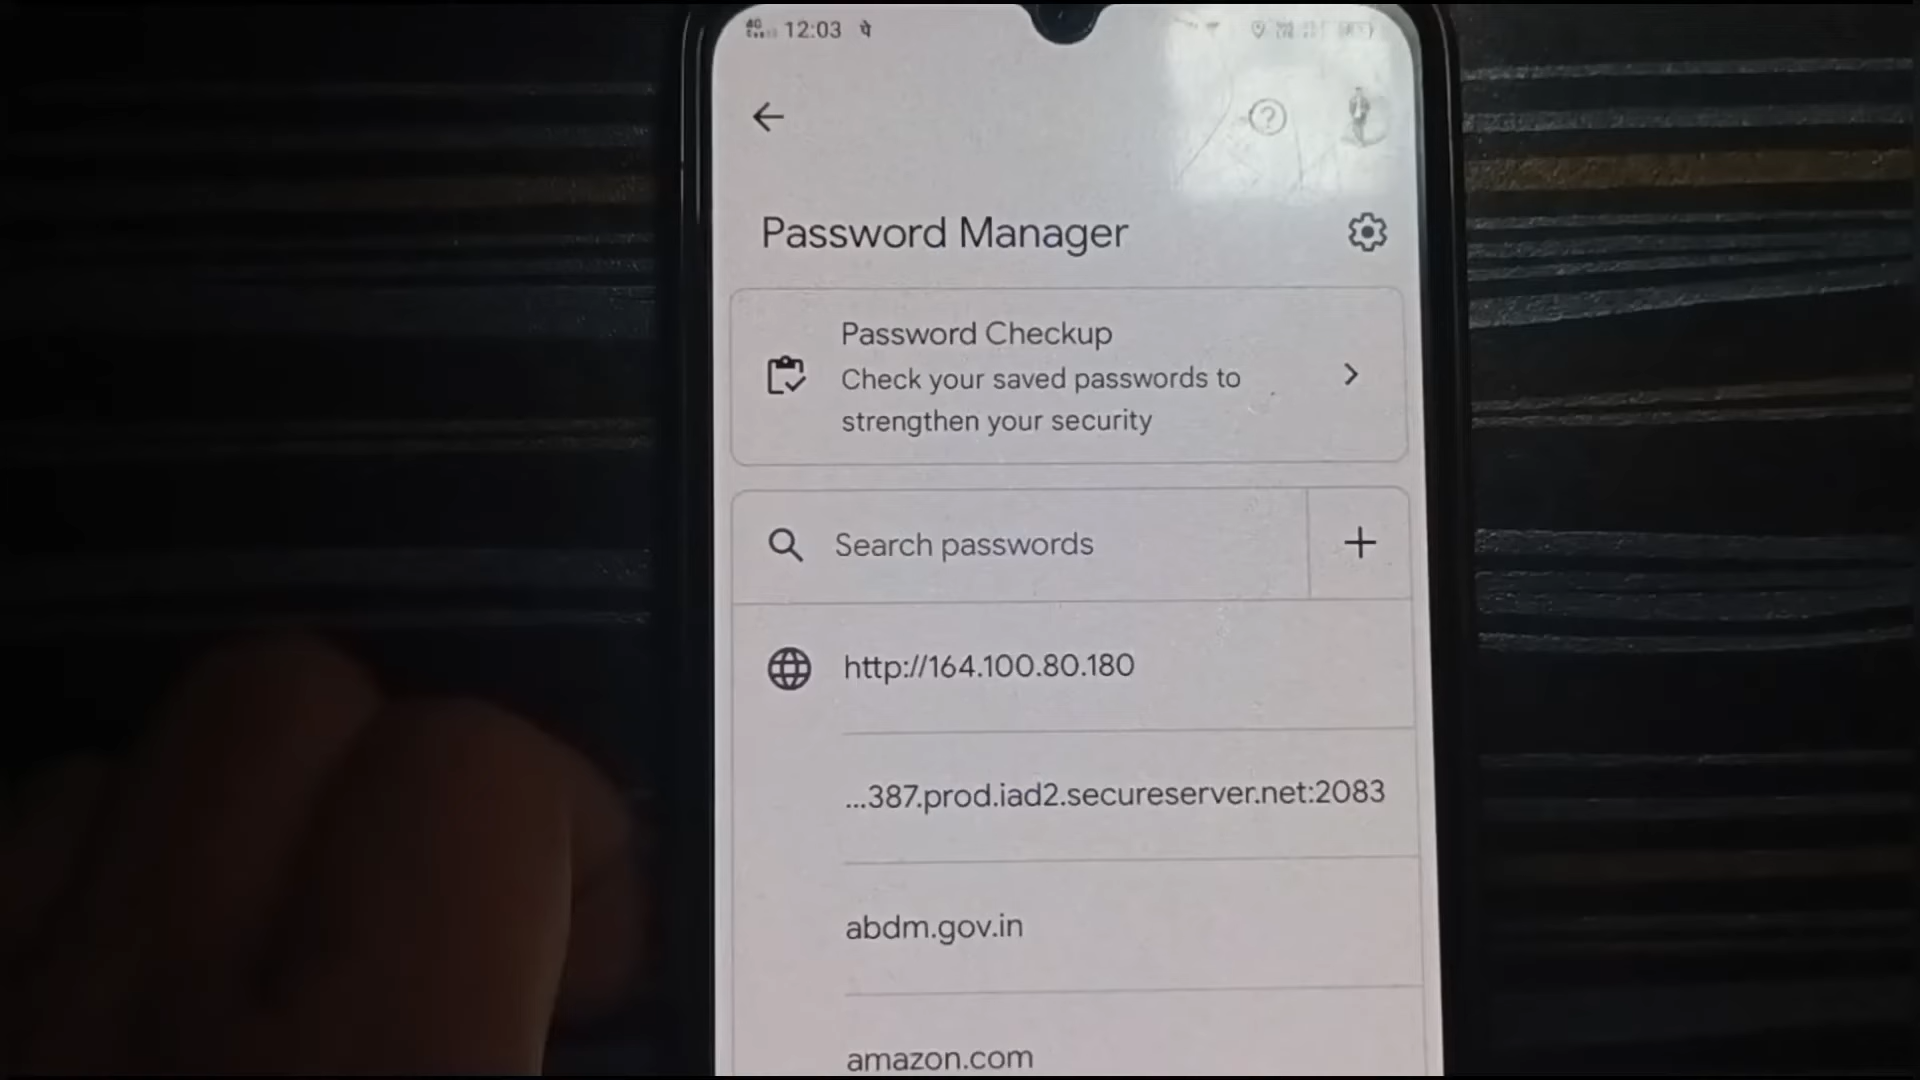 4G
12:03 पे
Password Manager
Password Checkup
Check your saved passwords to
strengthen your security
Search passwords
http://164.100.80.180
...387.prod.iad2.secureserver.net:2083
abdm.gov.in
amazon.com